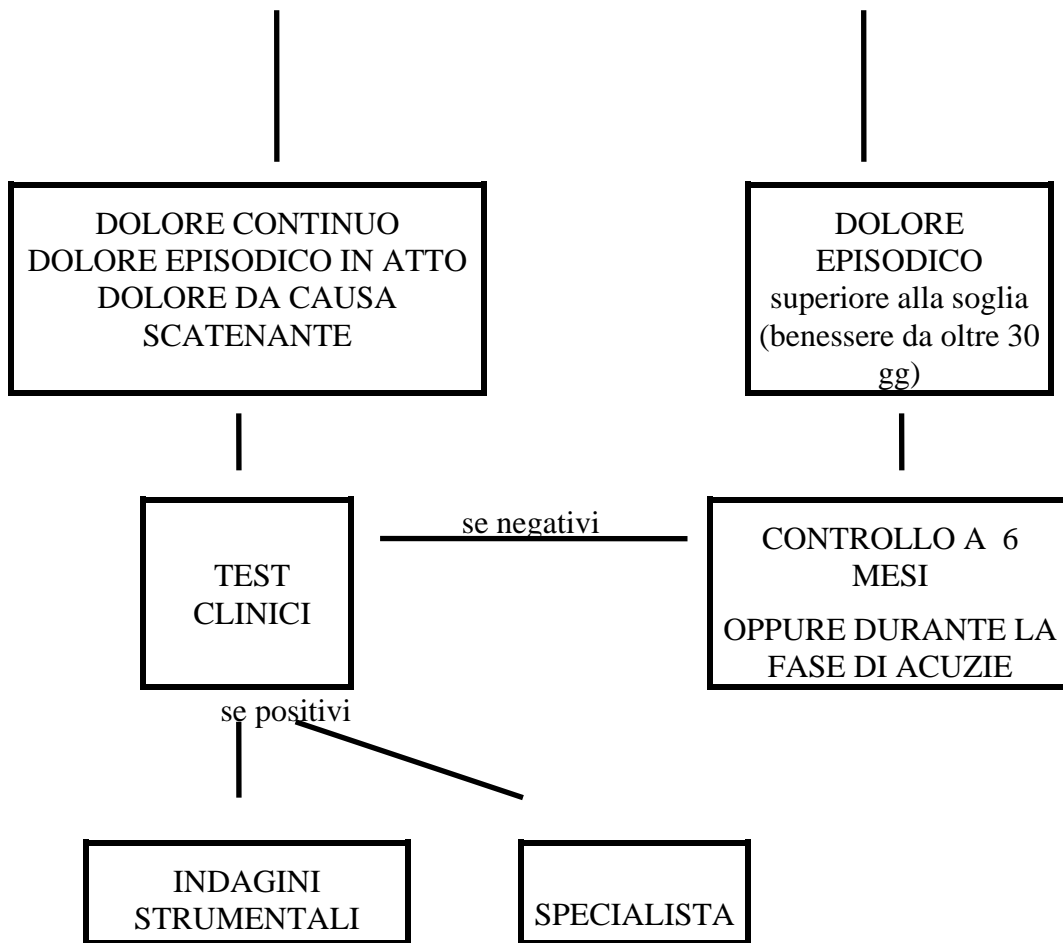 DOLORE CONTINUO
DOLORE EPISODICO IN ATTO
DOLORE DA CAUSA
SCATENANTE
DOLORE
EPISODICO
superiore alla soglia
(benessere da oltre 30
gg)
TEST
CLINICI
se negativi
CONTROLLO A 6
MESI
OPPURE DURANTE LA
FASE DI ACUZIE
se positivi
INDAGINI
STRUMENTALI
SPECIALISTA